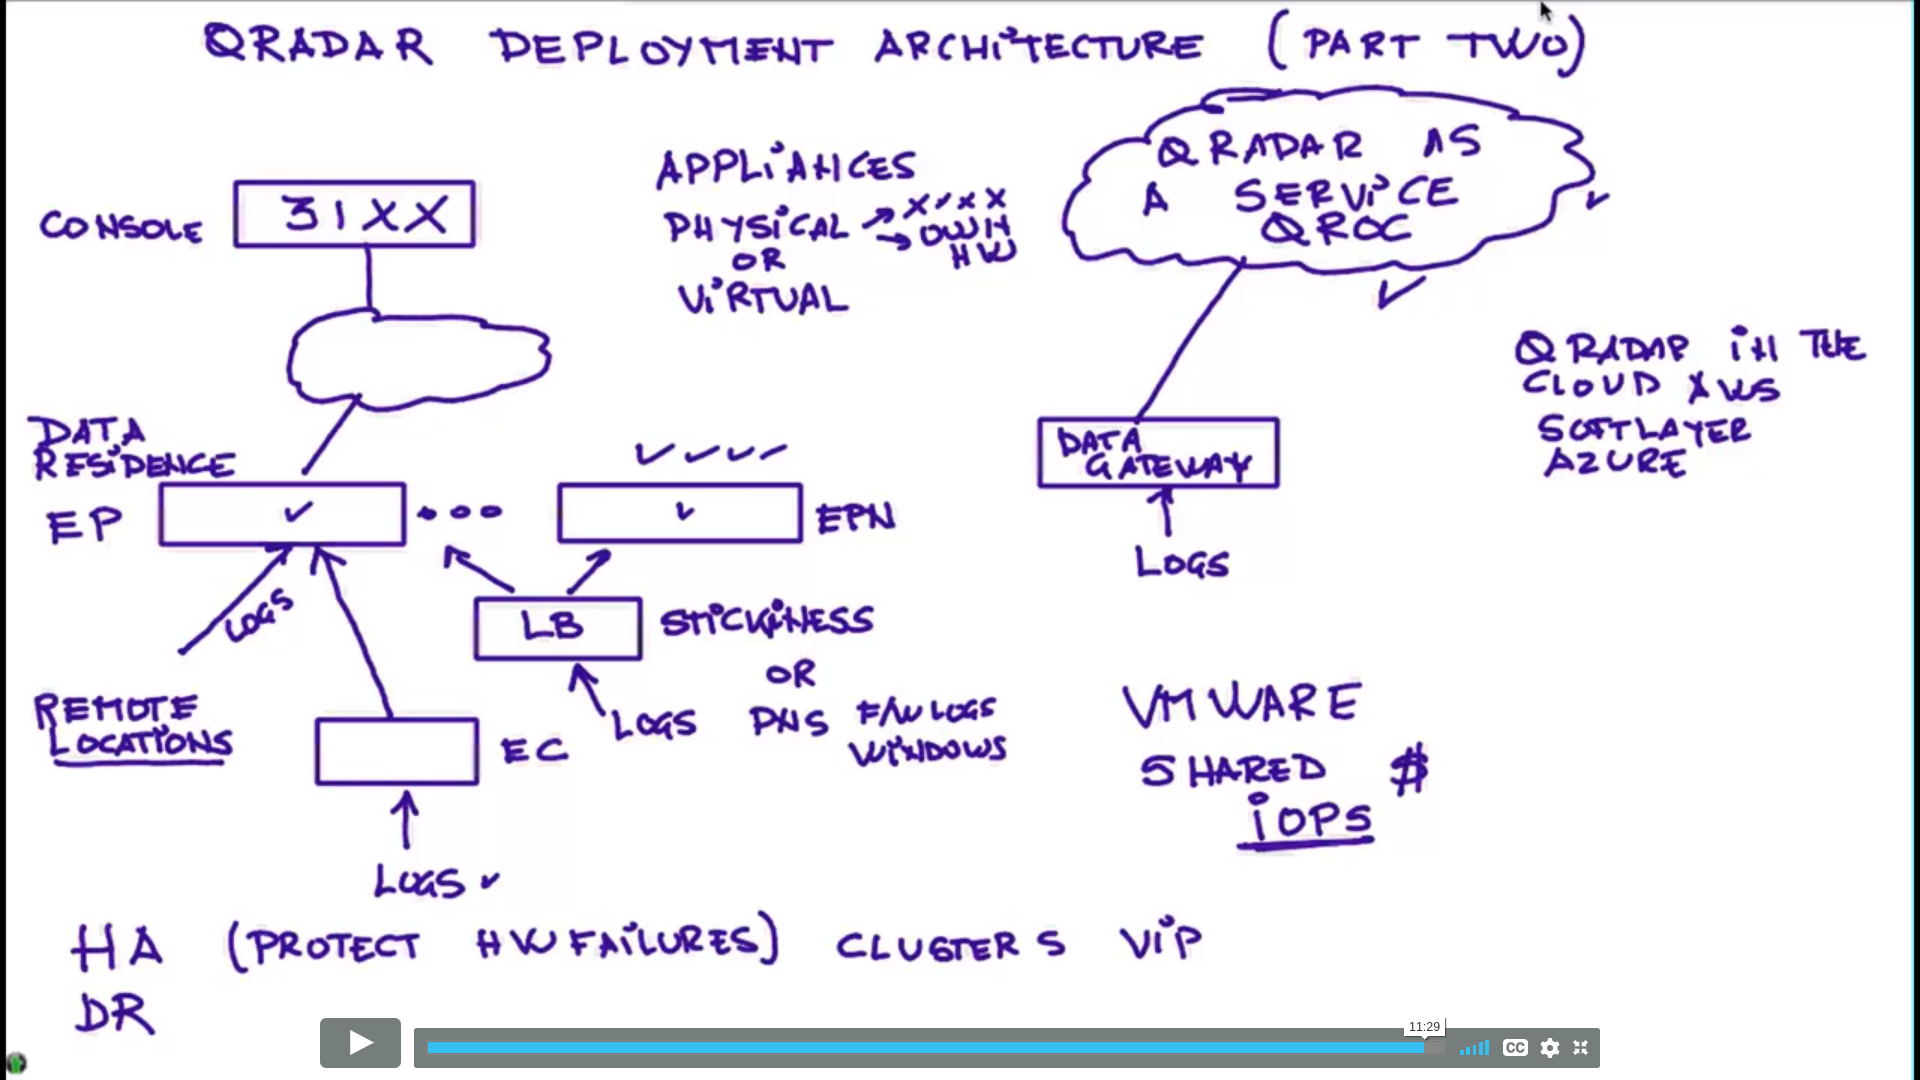 QRADAR DEPLOYMENT ARCHITECTURE (PART TWO)
CONSOLE
31XX
APPLIANCES
PHYSICAL → XXXX
→ OWN HW
OR
VIRTUAL
QRADAR AS
A SERVICE
QROC
QRADAR IN THE
CLOUD AWS
SOFTLAYER
AZURE
DATA
RESIDENCE
EP
EPN
DATA
GATEWAY
LOGS
LOGS
LB
STICKINESS
OR
DNS
F/W LOGS
WINDOWS
LOGS
REMOTE
LOCATIONS
EC
LOGS
VMWARE
SHARED $
IOPS
HA (PROTECT HW FAILURES) CLUSTERS VIP
DR
11:29
CC